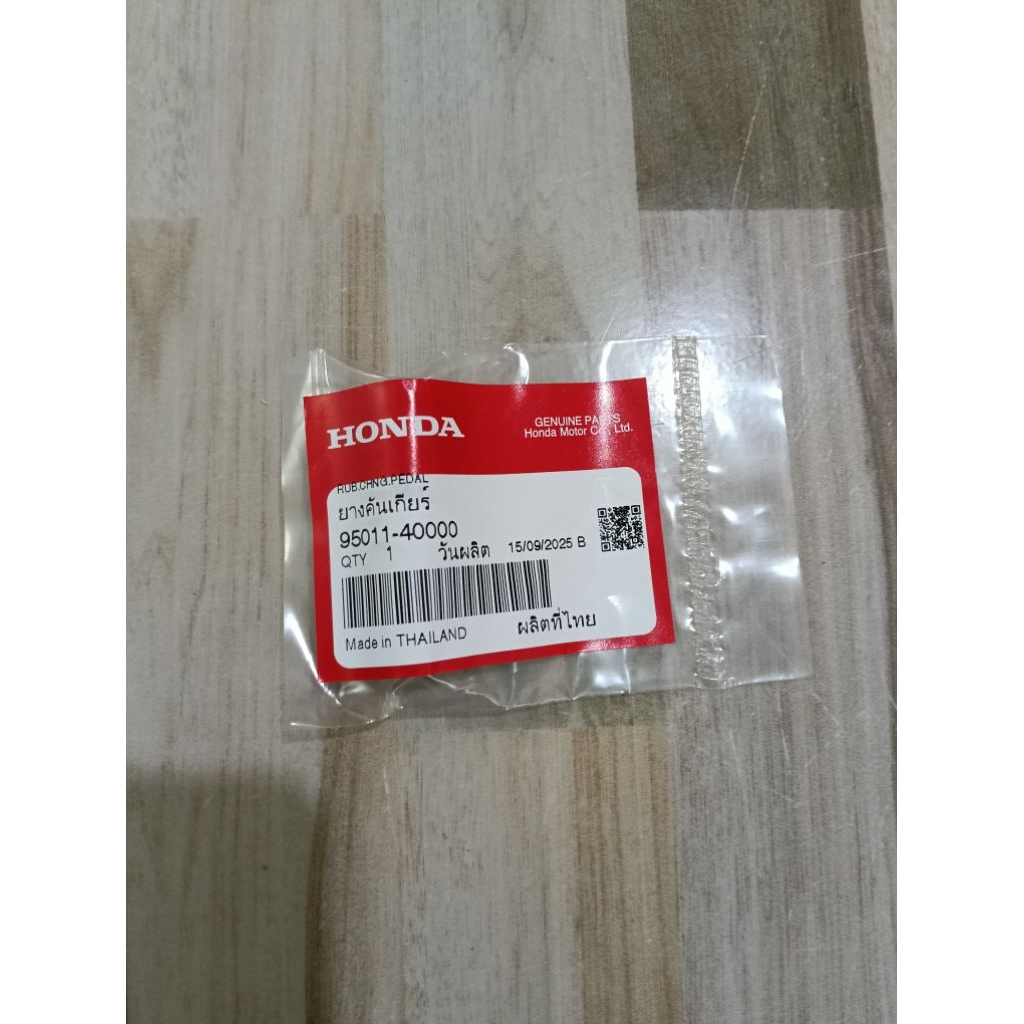 HONDA
GENUINE PARTS
Honda Motor Co., Ltd.
RUB.CHNG.PEDAL
ยางคันเกียร์
95011-40000
QTY 1 วันผลิต 15/09/2025 B
Made in THAILAND ผลิตที่ไทย